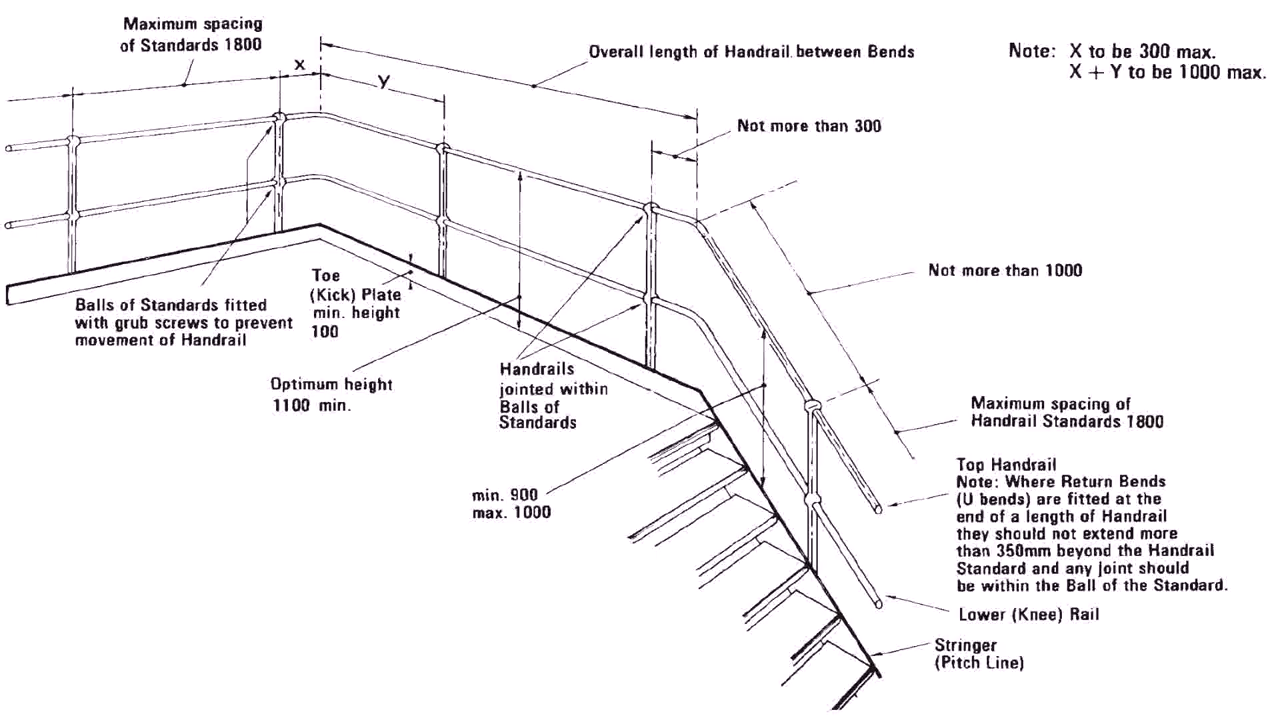 Maximum spacing
of Standards 1800
X
Y
Overall length of Handrail between Bends
Note: X to be 300 max.
X + Y to be 1000 max.
Not more than 300
Not more than 1000
Toe
(Kick) Plate
min. height
100
Balls of Standards fitted
with grub screws to prevent
movement of Handrail
Optimum height
1100 min.
Handrails
jointed within
Balls of
Standards
min. 900
max. 1000
Maximum spacing of
Handrail Standards 1800
Top Handrail
Note: Where Return Bends
(U bends) are fitted at the
end of a length of Handrail
they should not extend more
than 350mm beyond the Handrail
Standard and any joint should
be within the Ball of the Standard.
Lower (Knee) Rail
Stringer
(Pitch Line)